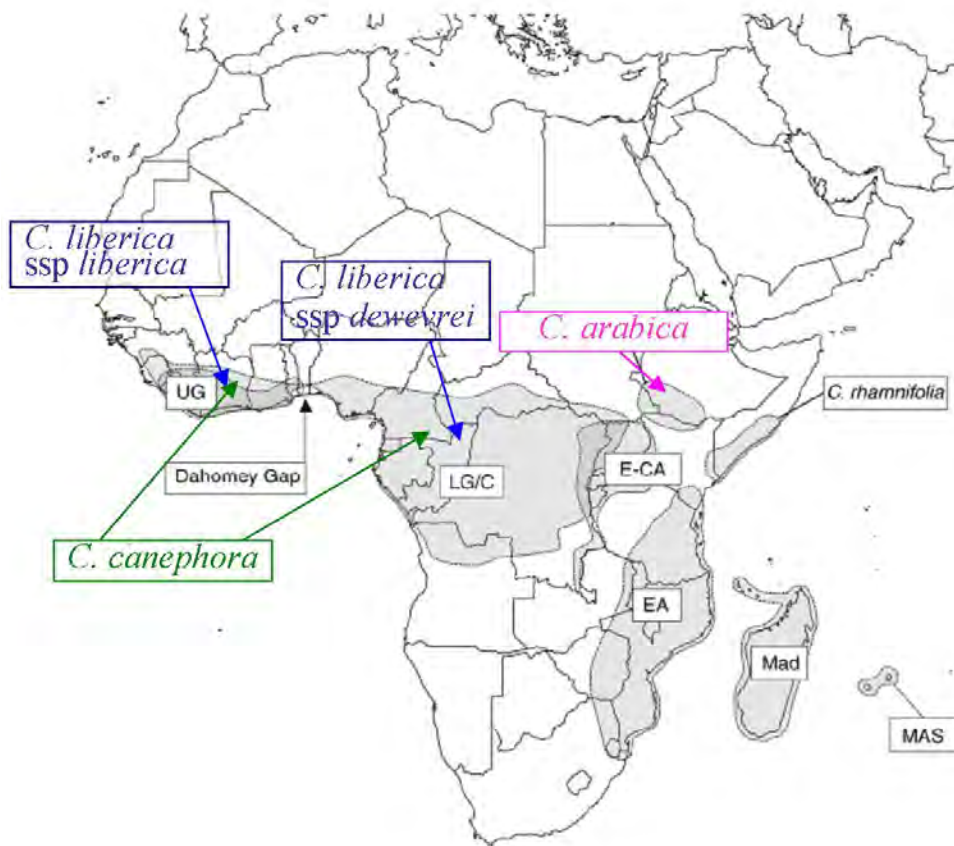 C. liberica
ssp liberica
C. liberica
ssp dewevrei
C. arabica
C. rhamnifolia
UG
Dahomey Gap
LG/C
E-CA
C. canephora
EA
Mad
MAS